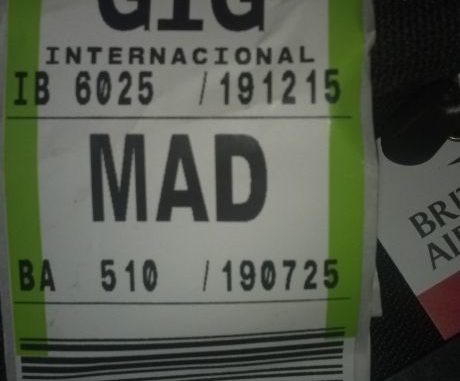 GIG
INTERNACIONAL
IB 6025 /191215
MAD
BA 510 /190725